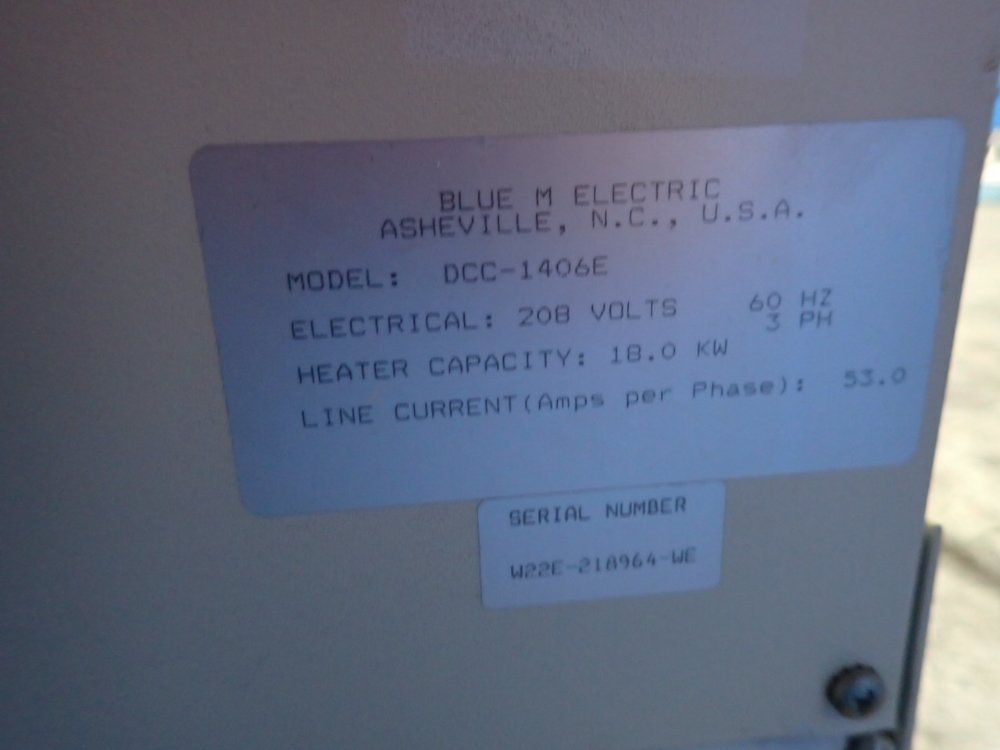 BLUE M ELECTRIC
ASHEVILLE, N.C., U.S.A.
MODEL: DCC-1406E
ELECTRICAL: 208 VOLTS 60 HZ
3 PH
HEATER CAPACITY: 18.0 KW
LINE CURRENT(Amps per Phase): 53.0
SERIAL NUMBER
W22E-218964-WE